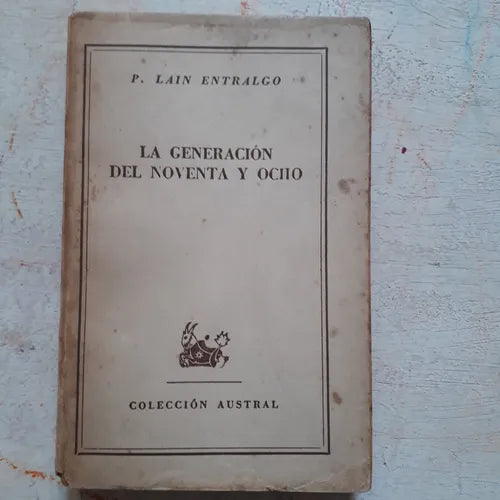 P. LAIN ENTRALGO
LA GENERACIÓN
DEL NOVENTA Y OCHO
COLECCIÓN AUSTRAL